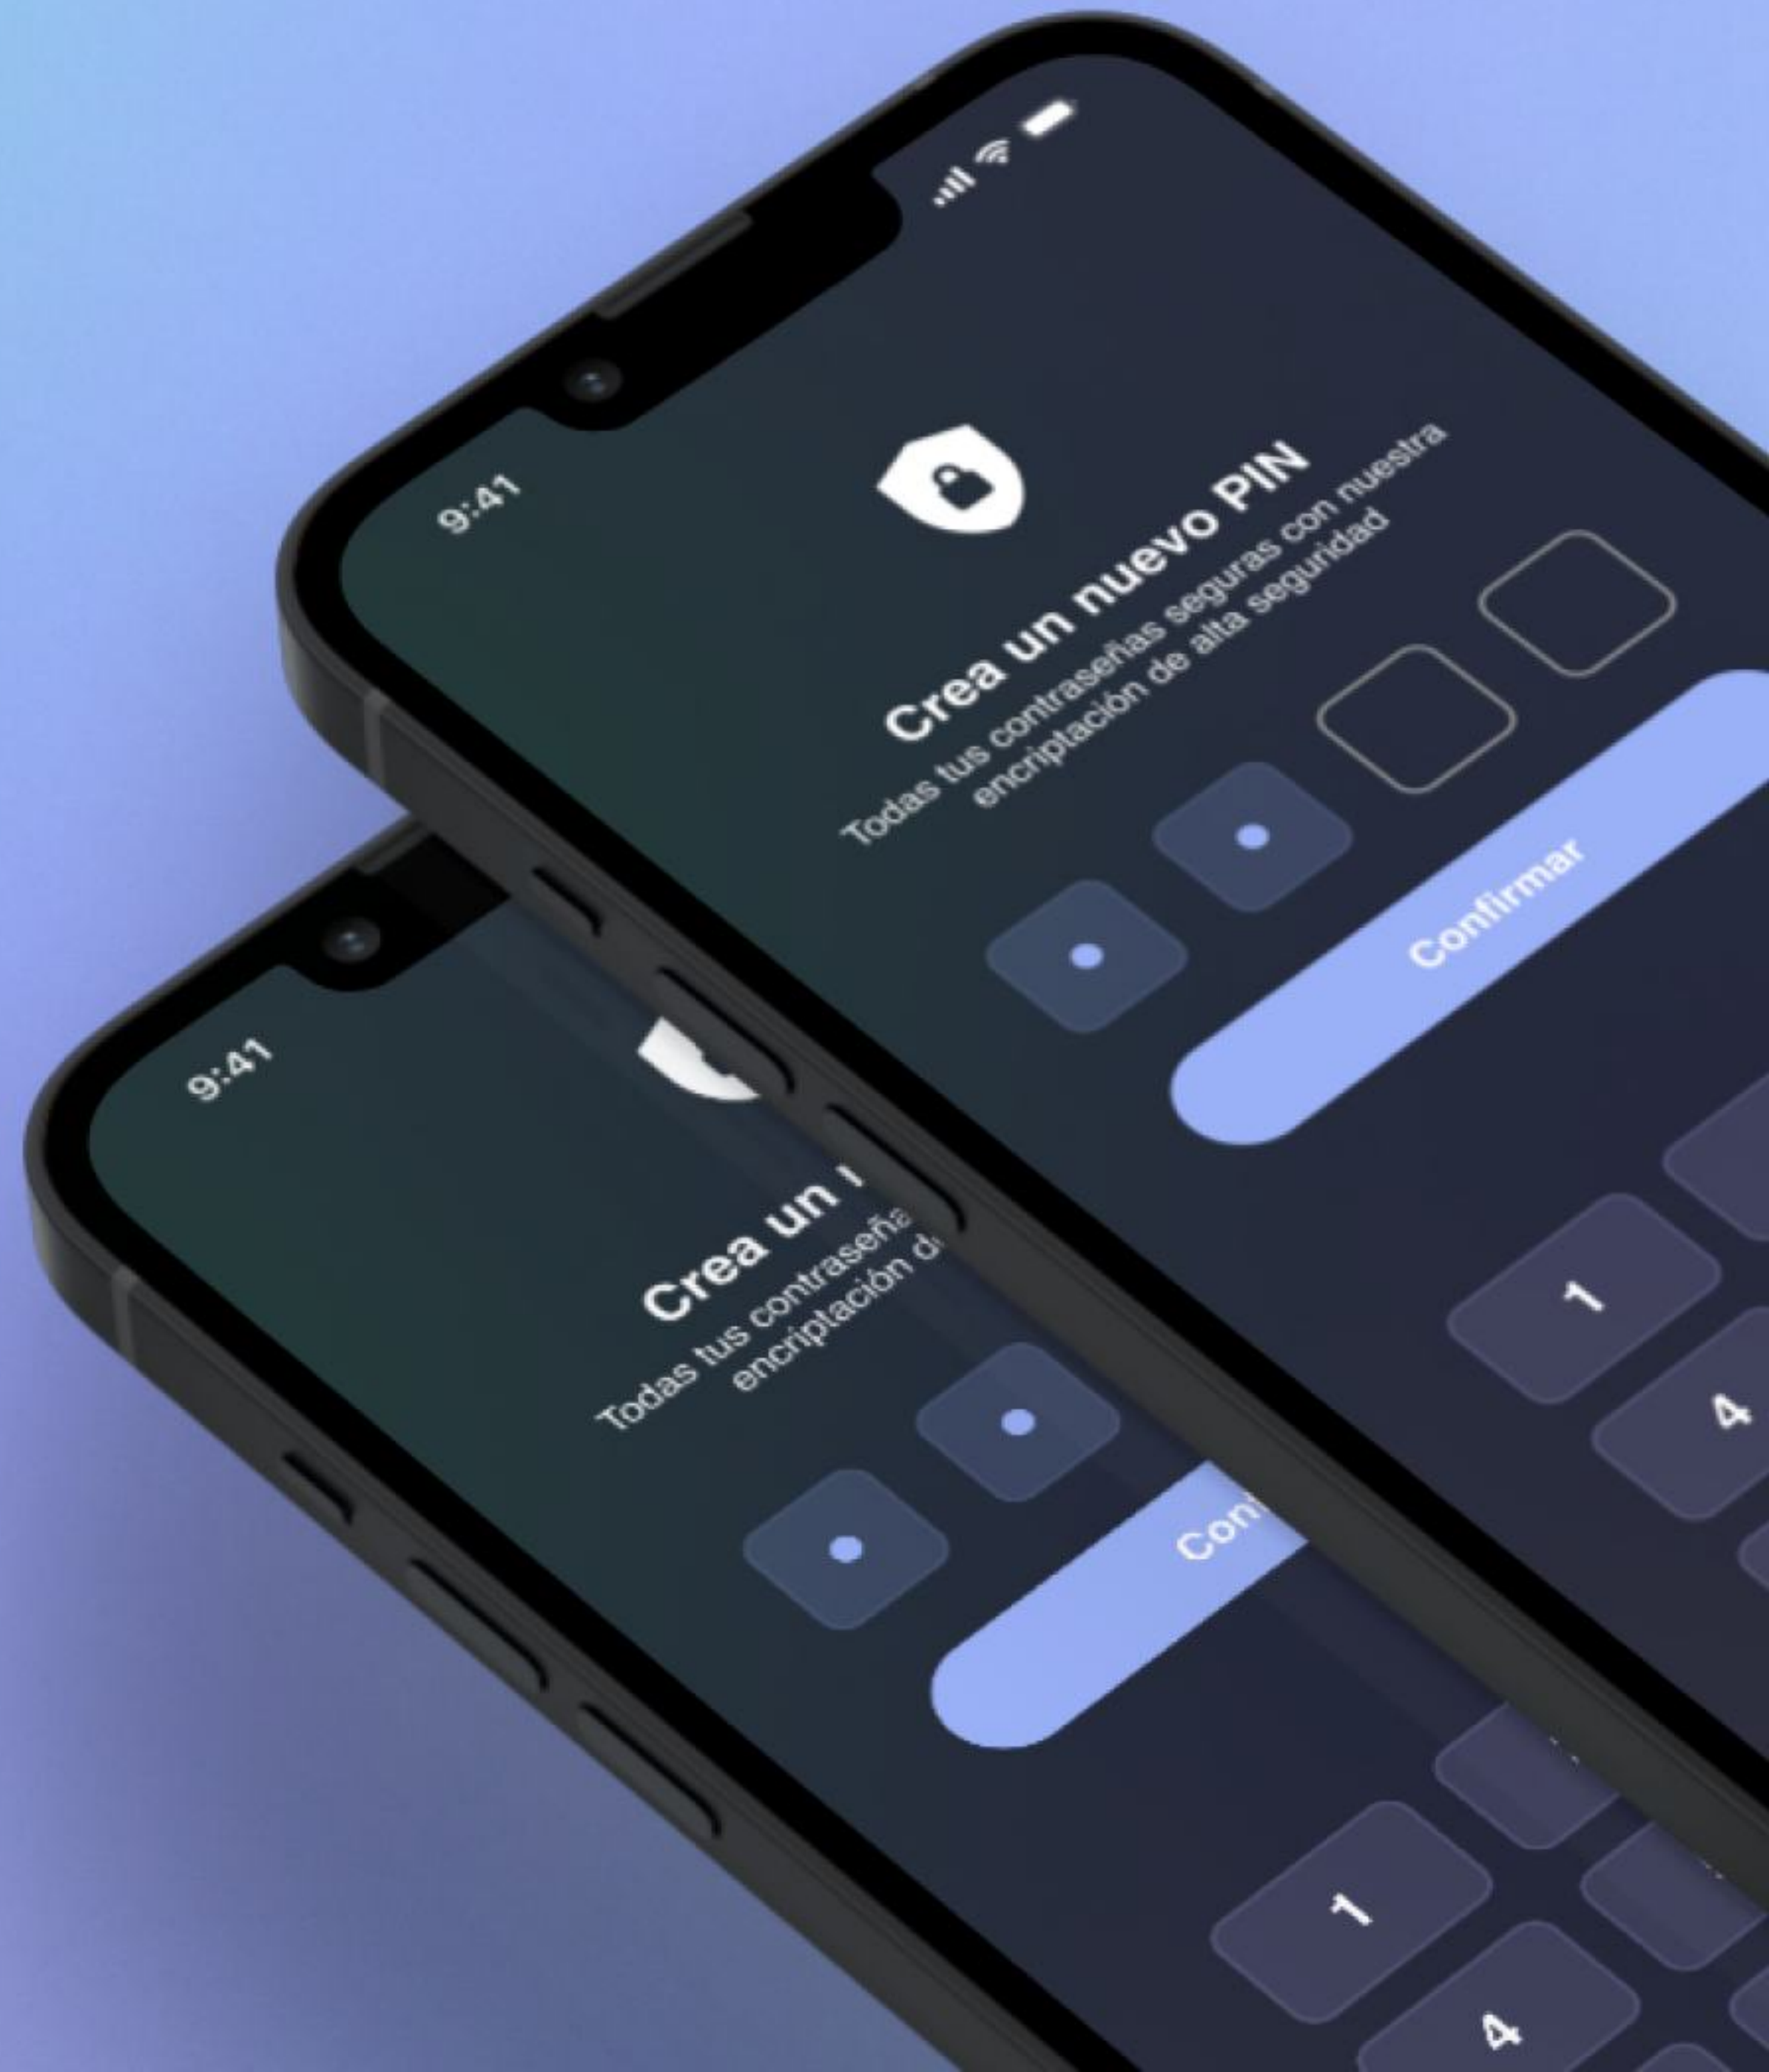 9:41
Crea un nuevo PIN
Todas tus contraseñas seguras con nuestra
encriptación de alta seguridad
Confirmar
1
4
9:41
Crea un
Todas tus contraseña
encriptación d
Conf
1
4